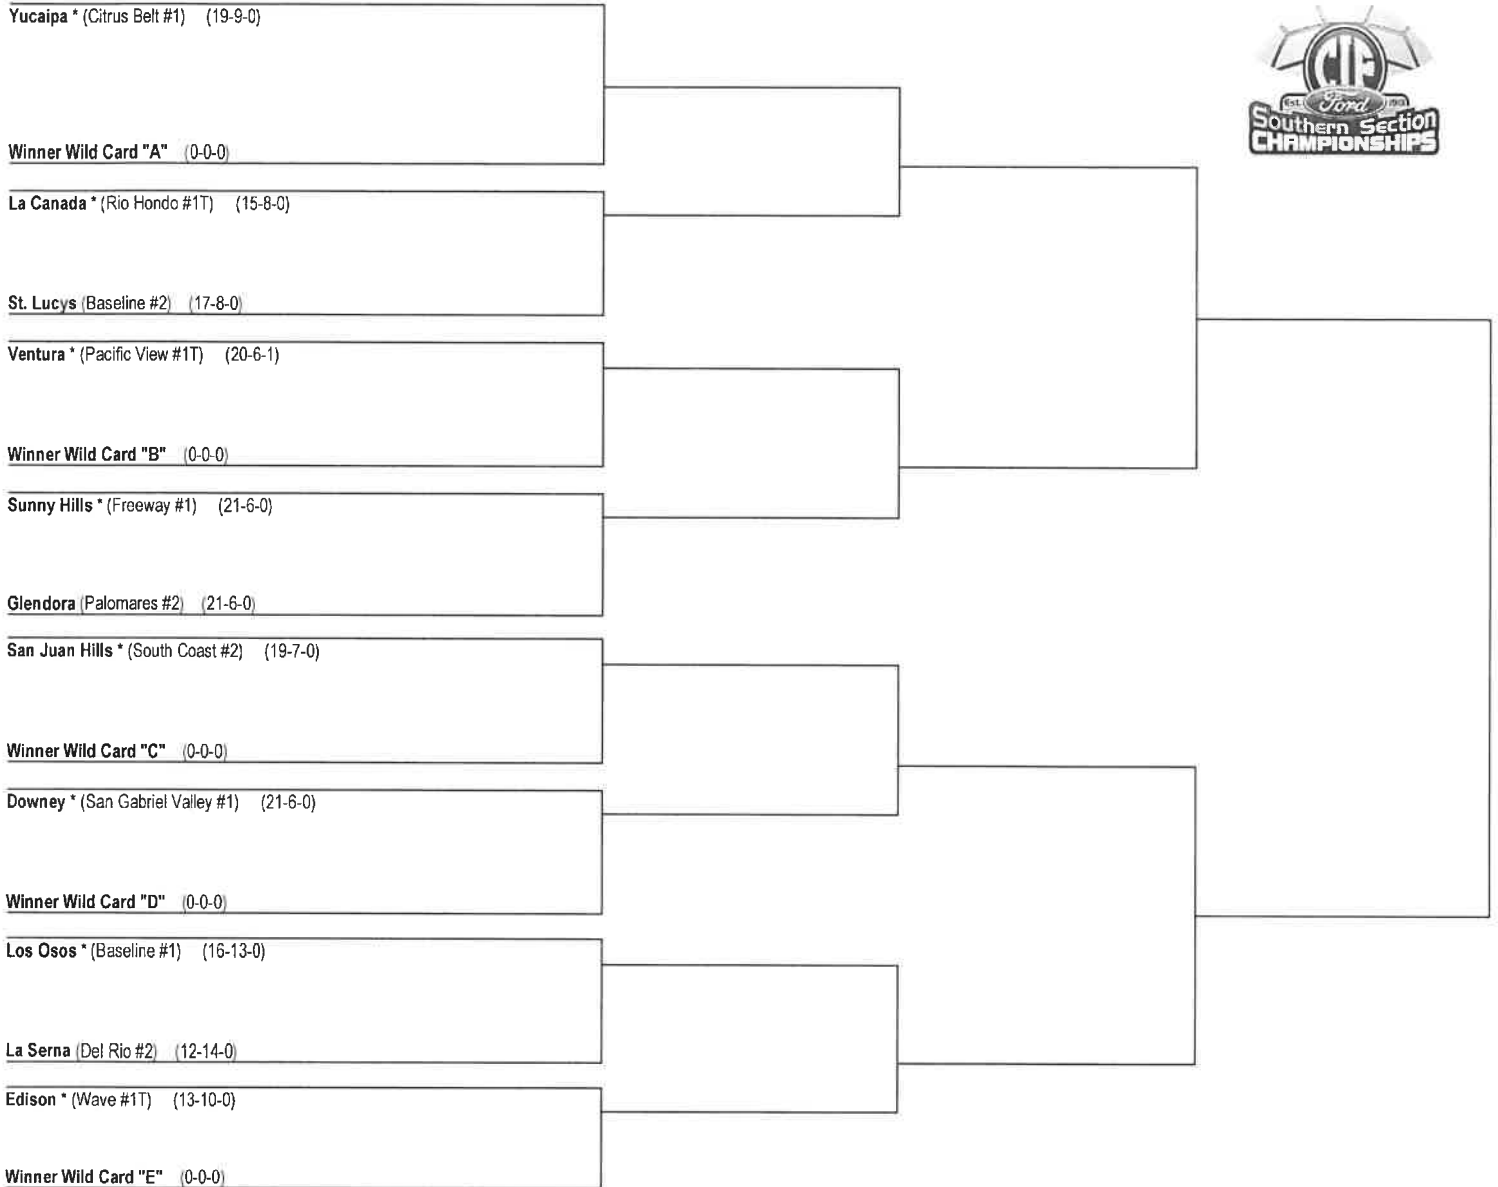 Yucaipa * (Citrus Belt #1) (19-9-0)
Winner Wild Card "A" (0-0-0)
La Canada * (Rio Hondo #1T) (15-8-0)
St. Lucys (Baseline #2) (17-8-0)
Ventura * (Pacific View #1T) (20-6-1)
Winner Wild Card "B" (0-0-0)
Sunny Hills * (Freeway #1) (21-6-0)
Glendora (Palomares #2) (21-6-0)
San Juan Hills * (South Coast #2) (19-7-0)
Winner Wild Card "C" (0-0-0)
Downey * (San Gabriel Valley #1) (21-6-0)
Winner Wild Card "D" (0-0-0)
Los Osos * (Baseline #1) (16-13-0)
La Serna (Del Rio #2) (12-14-0)
Edison * (Wave #1T) (13-10-0)
Winner Wild Card "E" (0-0-0)
CIF
Est.
Ford
Southern Section
CHAMPIONSHIPS